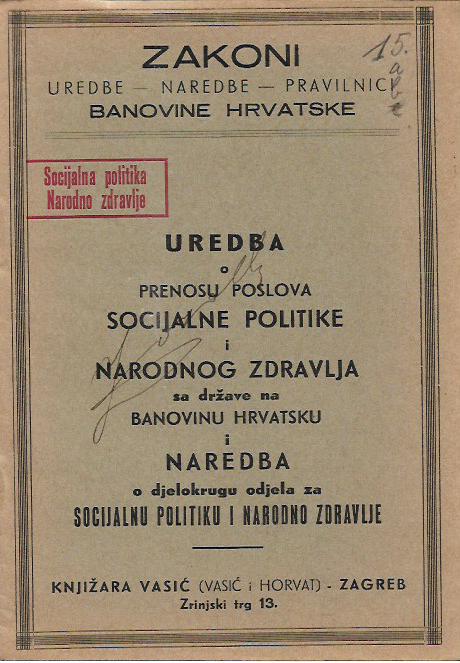 ZAKONI
UREDBE — NAREDBE — PRAVILNICI
BANOVINE HRVATSKE
15.
a
Socijalna politika
Narodno zdravlje
UREDBA
o
PRENOSU POSLOVA
SOCIJALNE POLITIKE
i
NARODNOG ZDRAVLJA
sa države na
BANOVINU HRVATSKU
i
NAREDBA
o djelokrugu odjela za
SOCIJALNU POLITIKU I NARODNO ZDRAVLJE
KNJIŽARA VASIĆ (VASIĆ i HORVAT) - ZAGREB
Zrinjski trg 13.